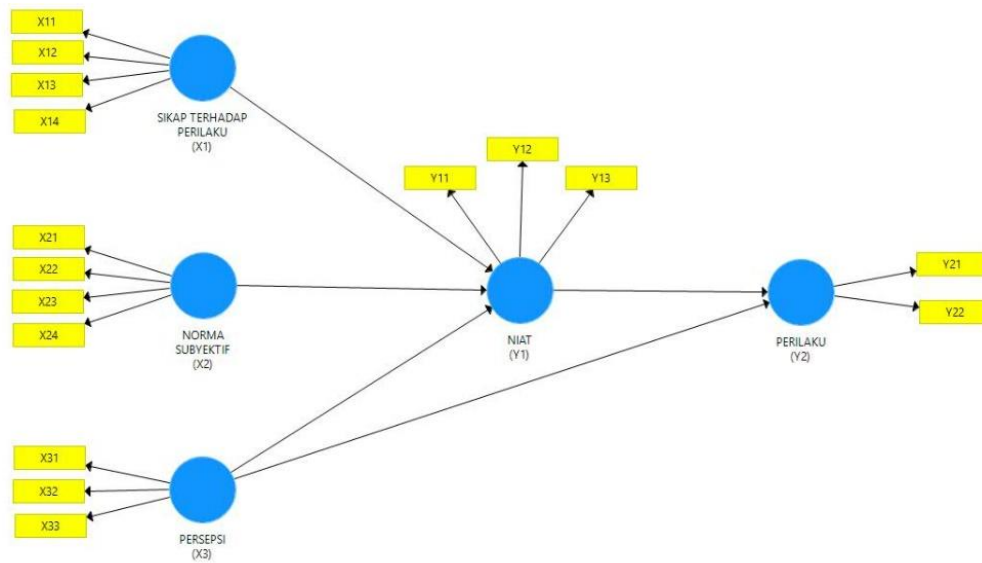 X11
X12
X13
X14
SIKAP TERHADAP
PERILAKU
(X1)
Y11
Y12
Y13
X21
X22
X23
X24
NORMA
SUBYEKTIF
(X2)
NIAT
(Y1)
Y21
Y22
PERILAKU
(Y2)
X31
X32
X33
PERSEPSI
(X3)